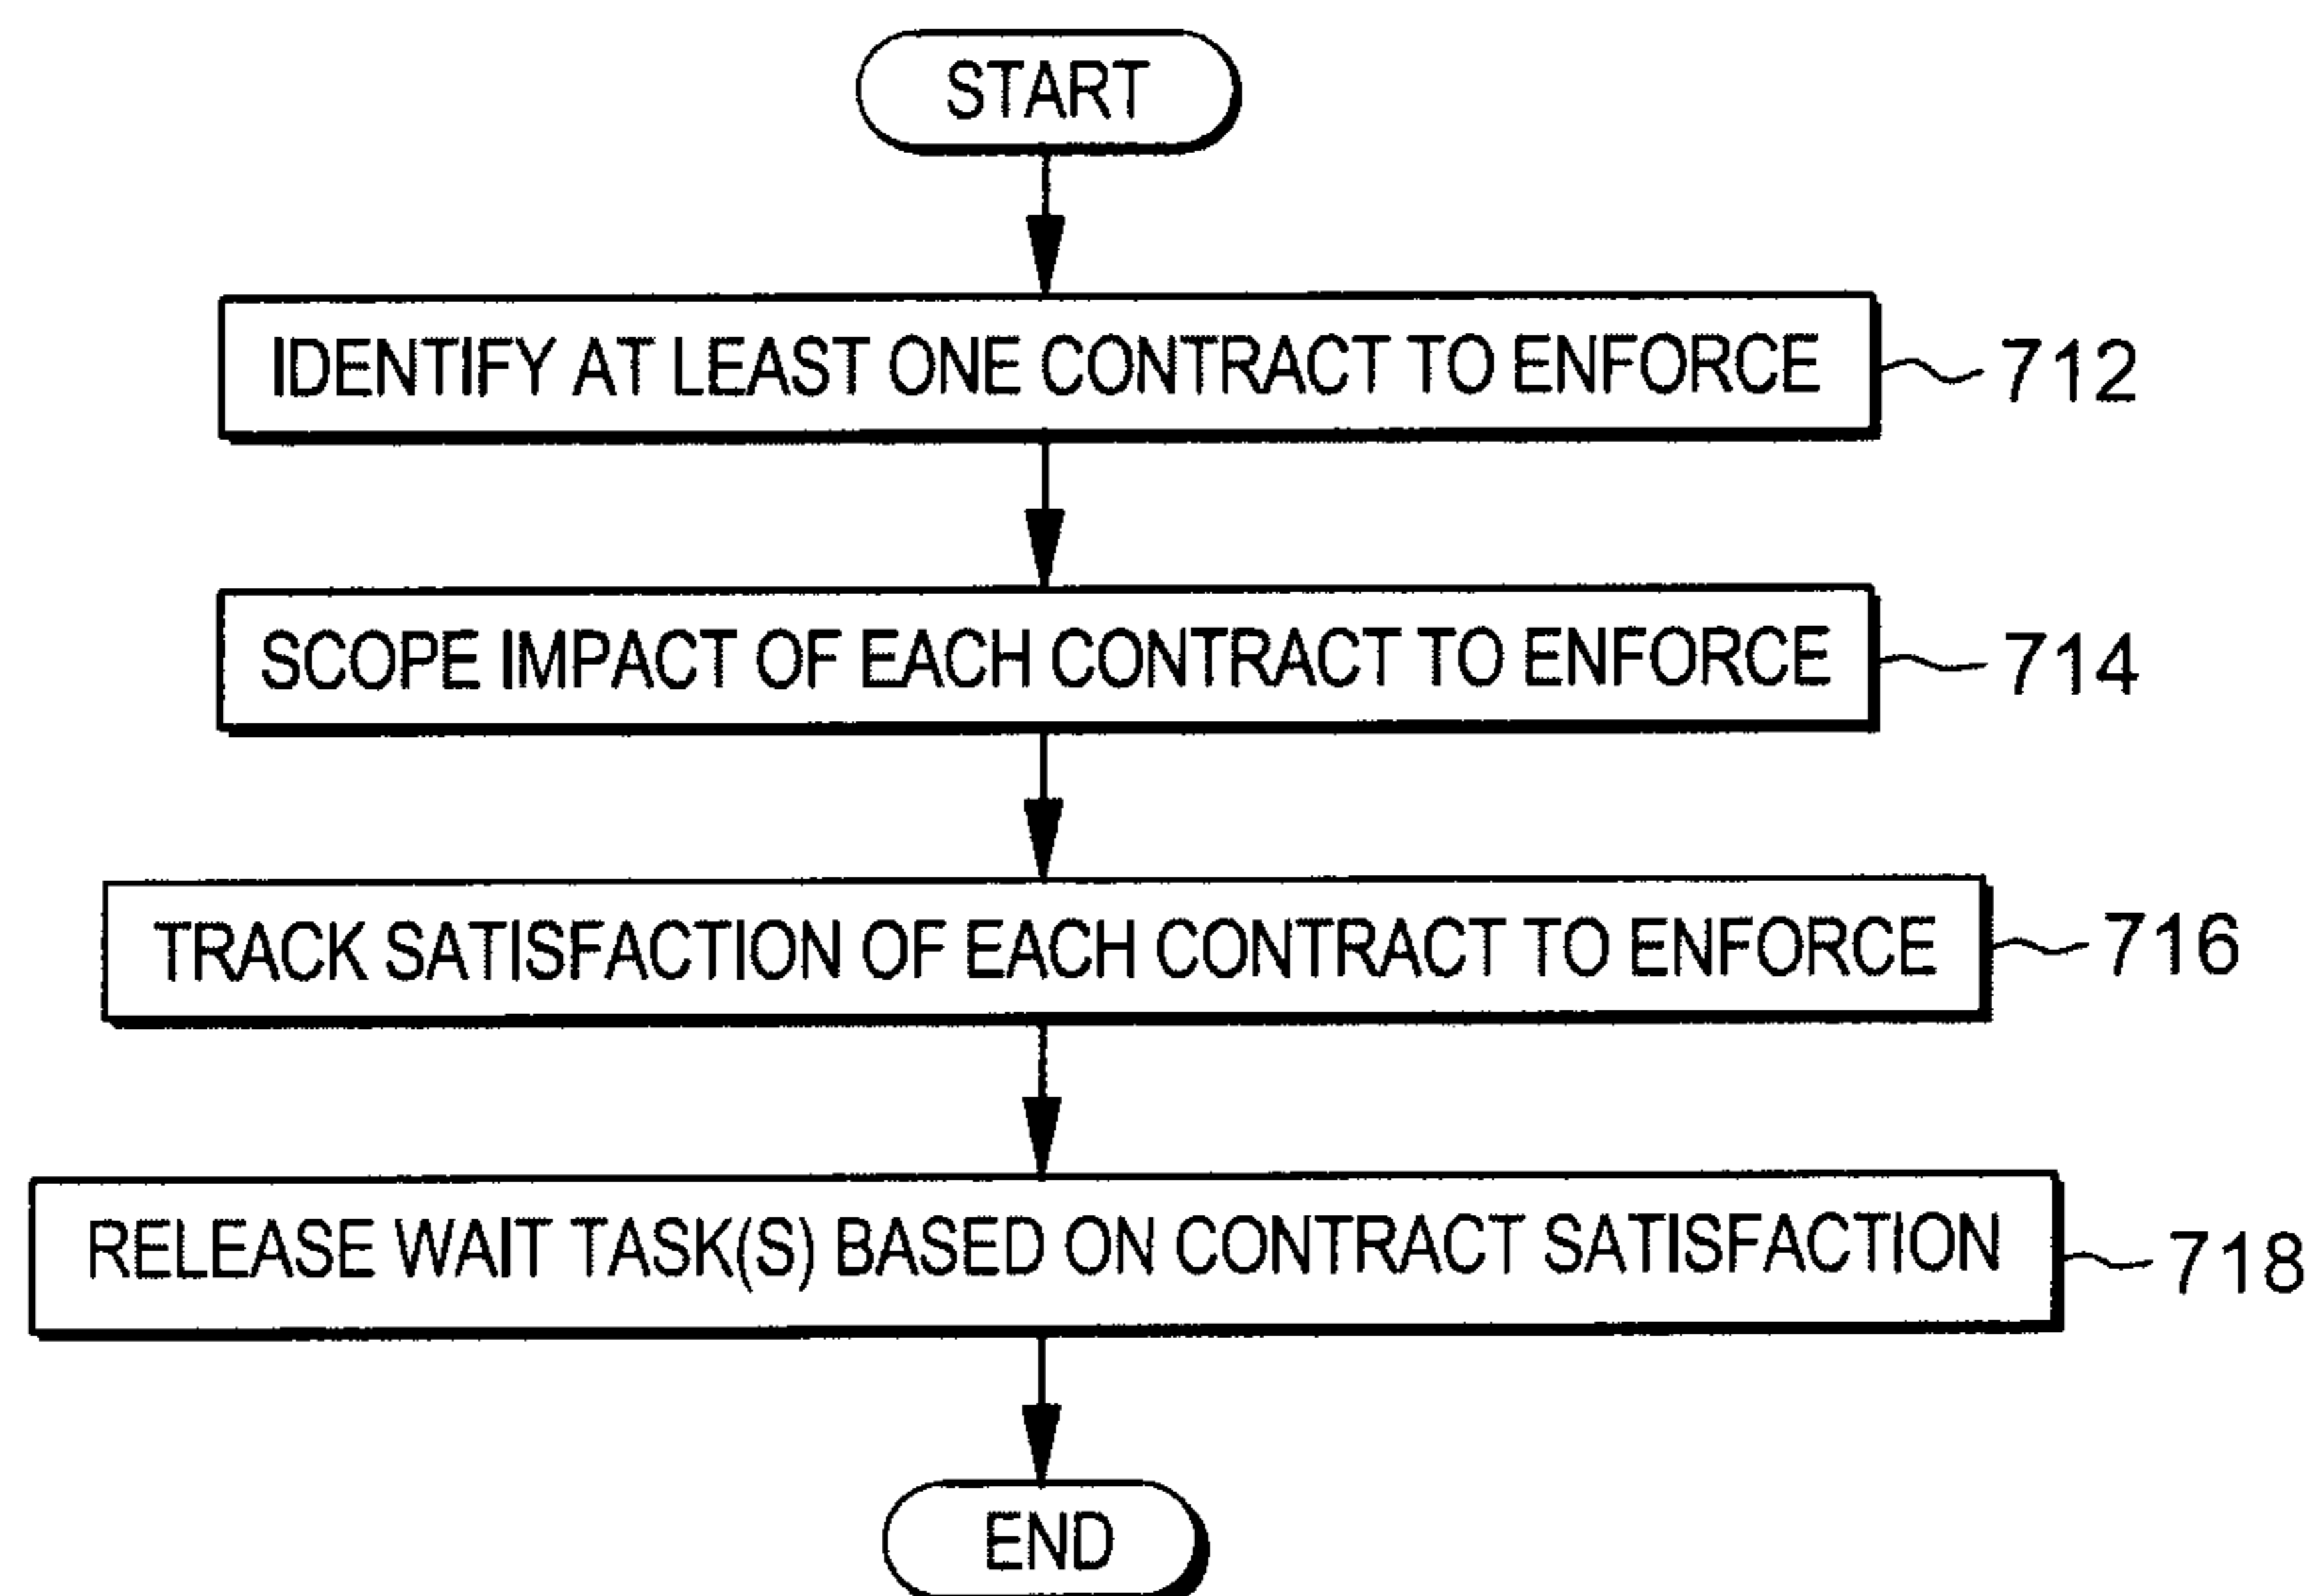 START
IDENTIFY AT LEAST ONE CONTRACT TO ENFORCE
712
SCOPE IMPACT OF EACH CONTRACT TO ENFORCE
714
TRACK SATISFACTION OF EACH CONTRACT TO ENFORCE
716
RELEASE WAIT TASK(S) BASED ON CONTRACT SATISFACTION
718
END